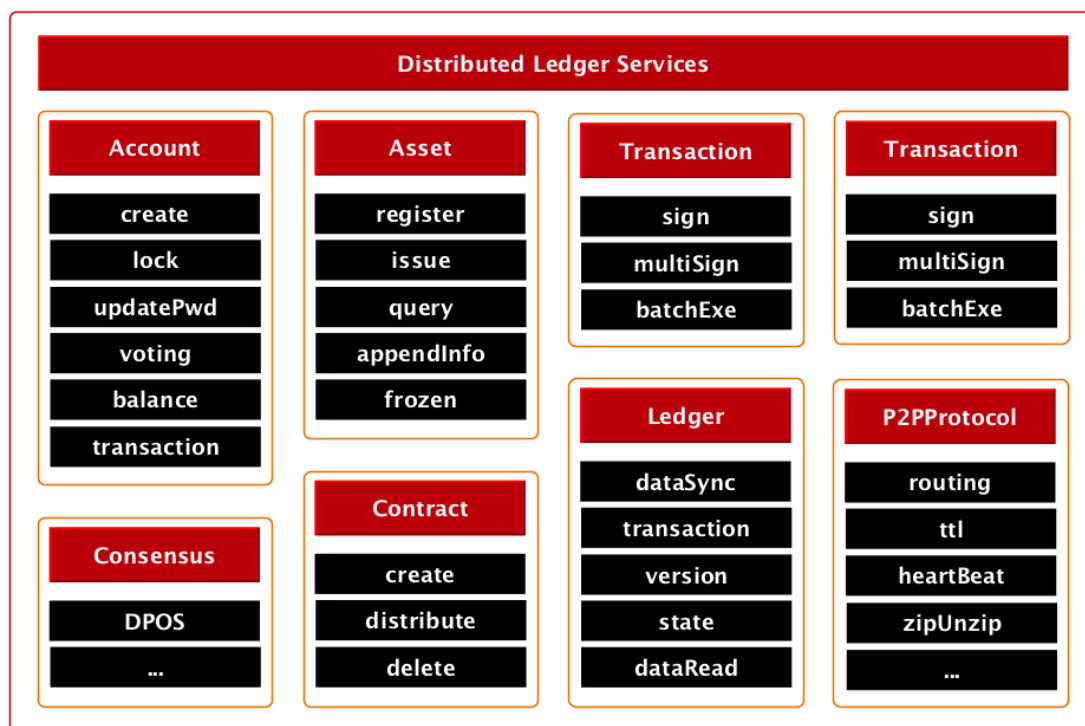 Distributed Ledger Services
Account
create
lock
updatePwd
voting
balance
transaction
Consensus
DPOS
...
Asset
register
issue
query
appendInfo
frozen
Contract
create
distribute
delete
Transaction
sign
multiSign
batchExe
Ledger
dataSync
transaction
version
state
dataRead
Transaction
sign
multiSign
batchExe
P2PProtocol
routing
ttl
heartBeat
zipUnzip
...